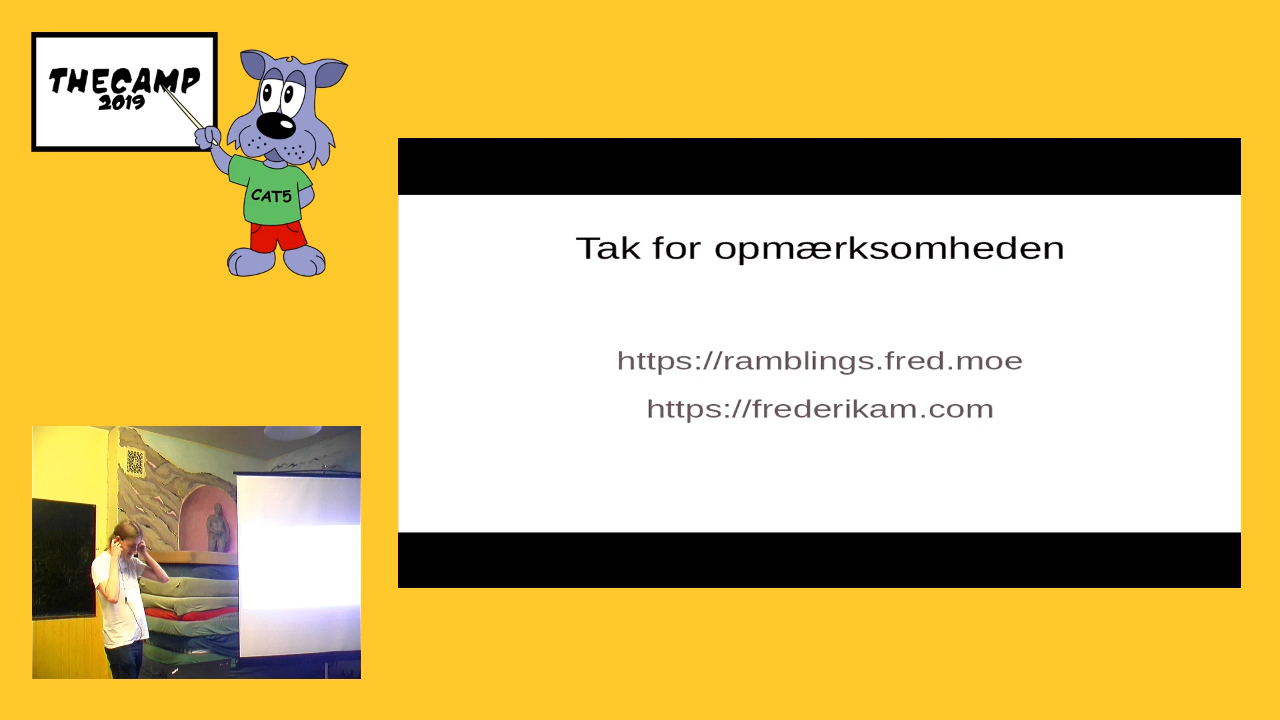 THECAMP
2019
CAT5
Tak for opmærksomheden
https://ramblings.fred.moe
https://frederikam.com